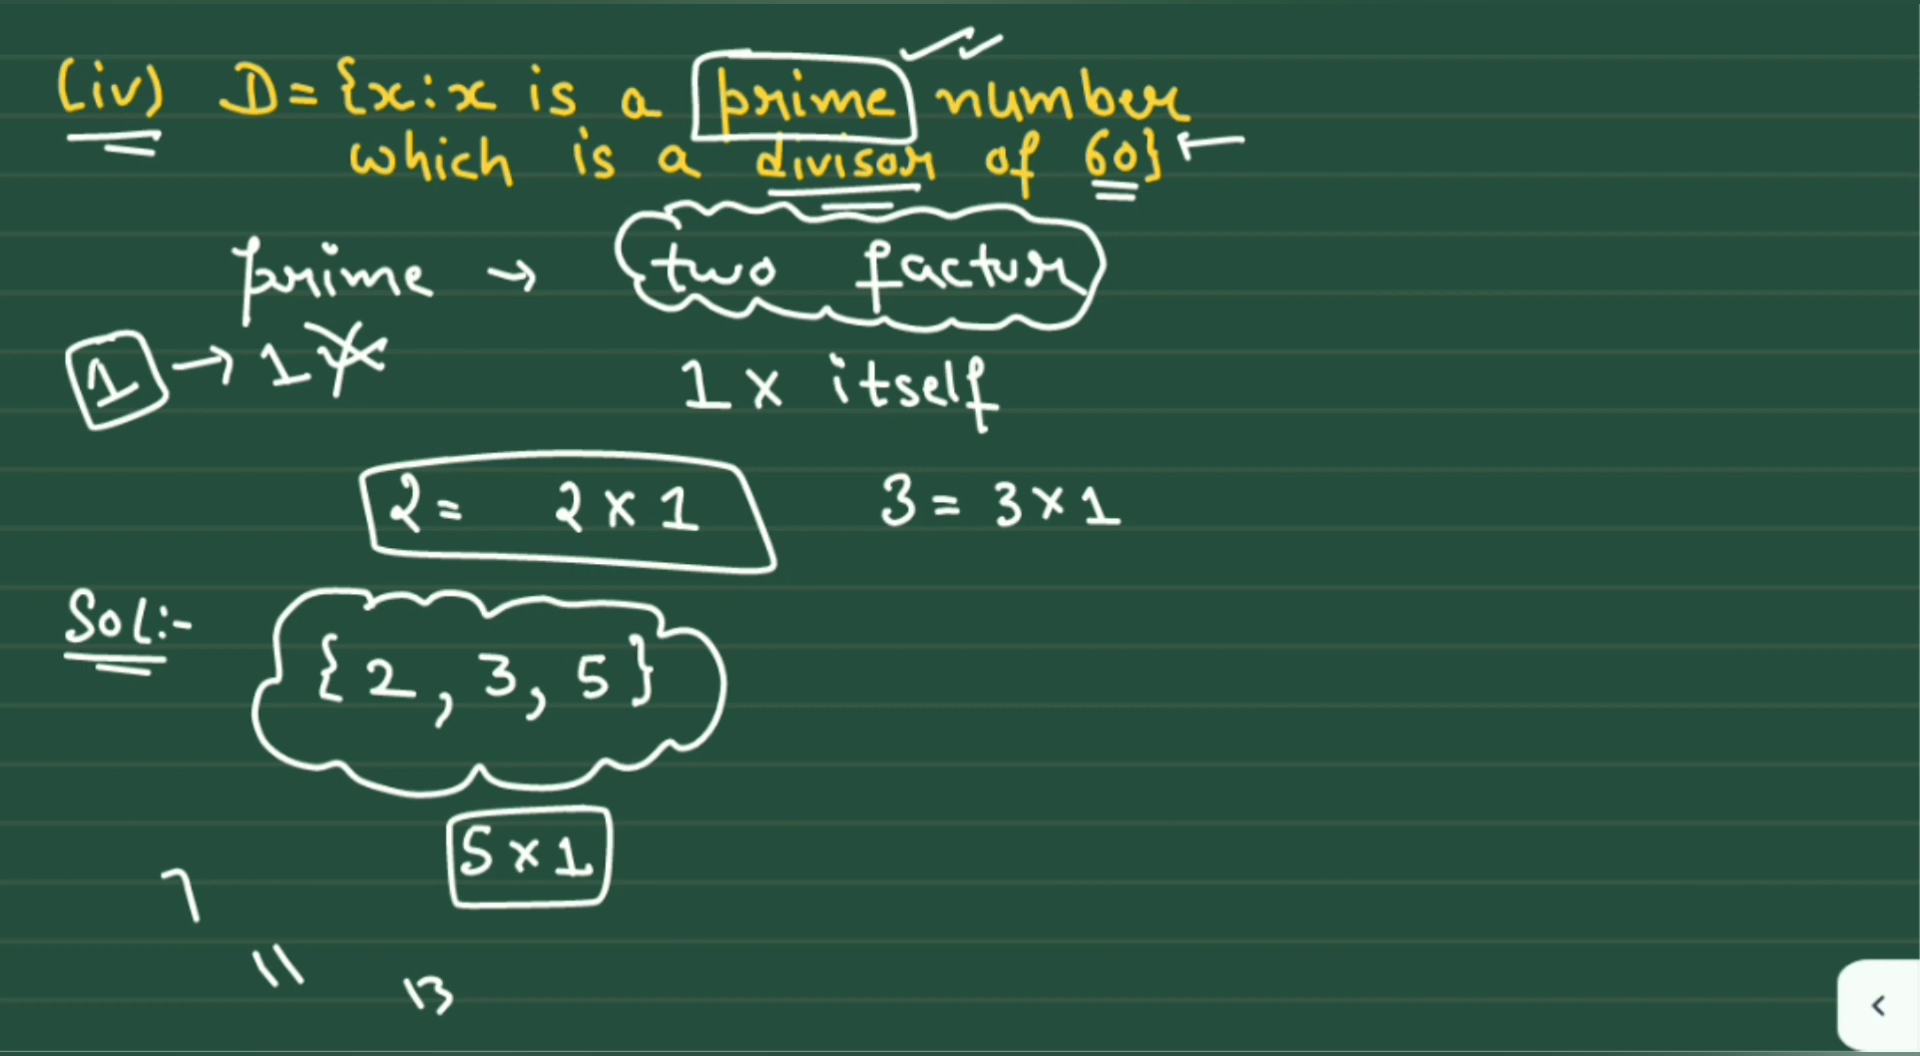 (iv) D = {x : x is a prime number
which is a divisor of 60} ←
prime → two factor
1 → 1
1 x itself
2 = 2 x 1 3 = 3 x 1
Sol:-
{2, 3, 5}
5 x 1
7
11
13